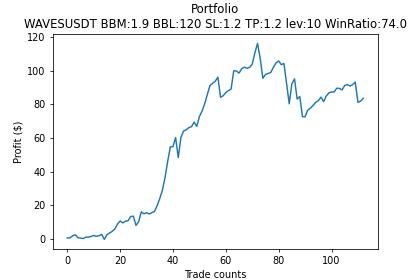 Portfolio
WAVESUSDT BBM:1.9 BBL:120 SL:1.2 TP:1.2 lev:10 WinRatio:74.0
120
100
80
60
40
20
0
Profit ($)
0 20 40 60 80 100
Trade counts